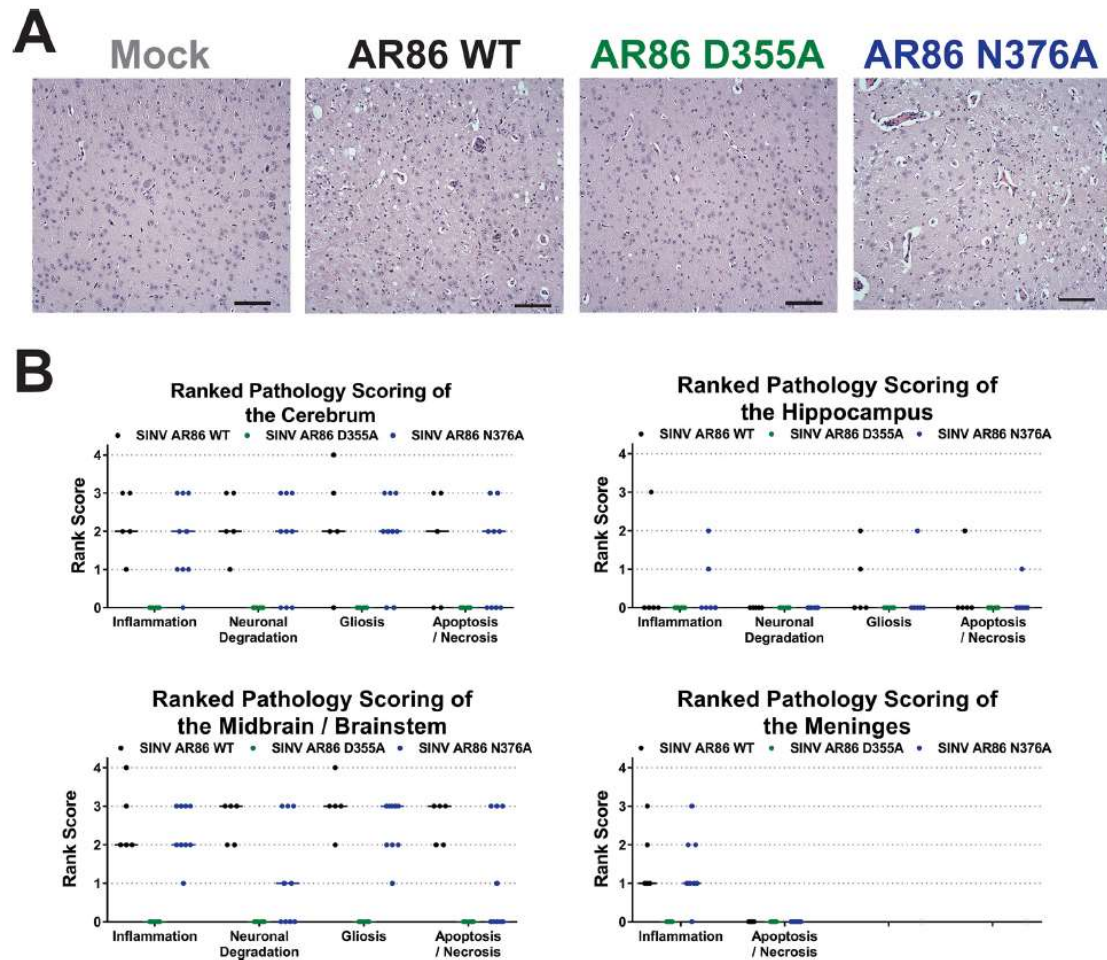 A
Mock
AR86 WT
AR86 D355A
AR86 N376A
B
Ranked Pathology Scoring of
the Cerebrum
SINV AR86 WT SINV AR86 D355A SINV AR86 N376A
Rank Score
4
3
2
1
0
Inflammation Neuronal Gliosis Apoptosis
Degradation / Necrosis
Ranked Pathology Scoring of
the Hippocampus
SINV AR86 WT SINV AR86 D355A SINV AR86 N376A
Rank Score
4
3
2
1
0
Inflammation Neuronal Gliosis Apoptosis
Degradation / Necrosis
Ranked Pathology Scoring of
the Midbrain / Brainstem
SINV AR86 WT SINV AR86 D355A SINV AR86 N376A
Rank Score
4
3
2
1
0
Inflammation Neuronal Gliosis Apoptosis
Degradation / Necrosis
Ranked Pathology Scoring of
the Meninges
SINV AR86 WT SINV AR86 D355A SINV AR86 N376A
Rank Score
4
3
2
1
0
Inflammation Apoptosis
/ Necrosis